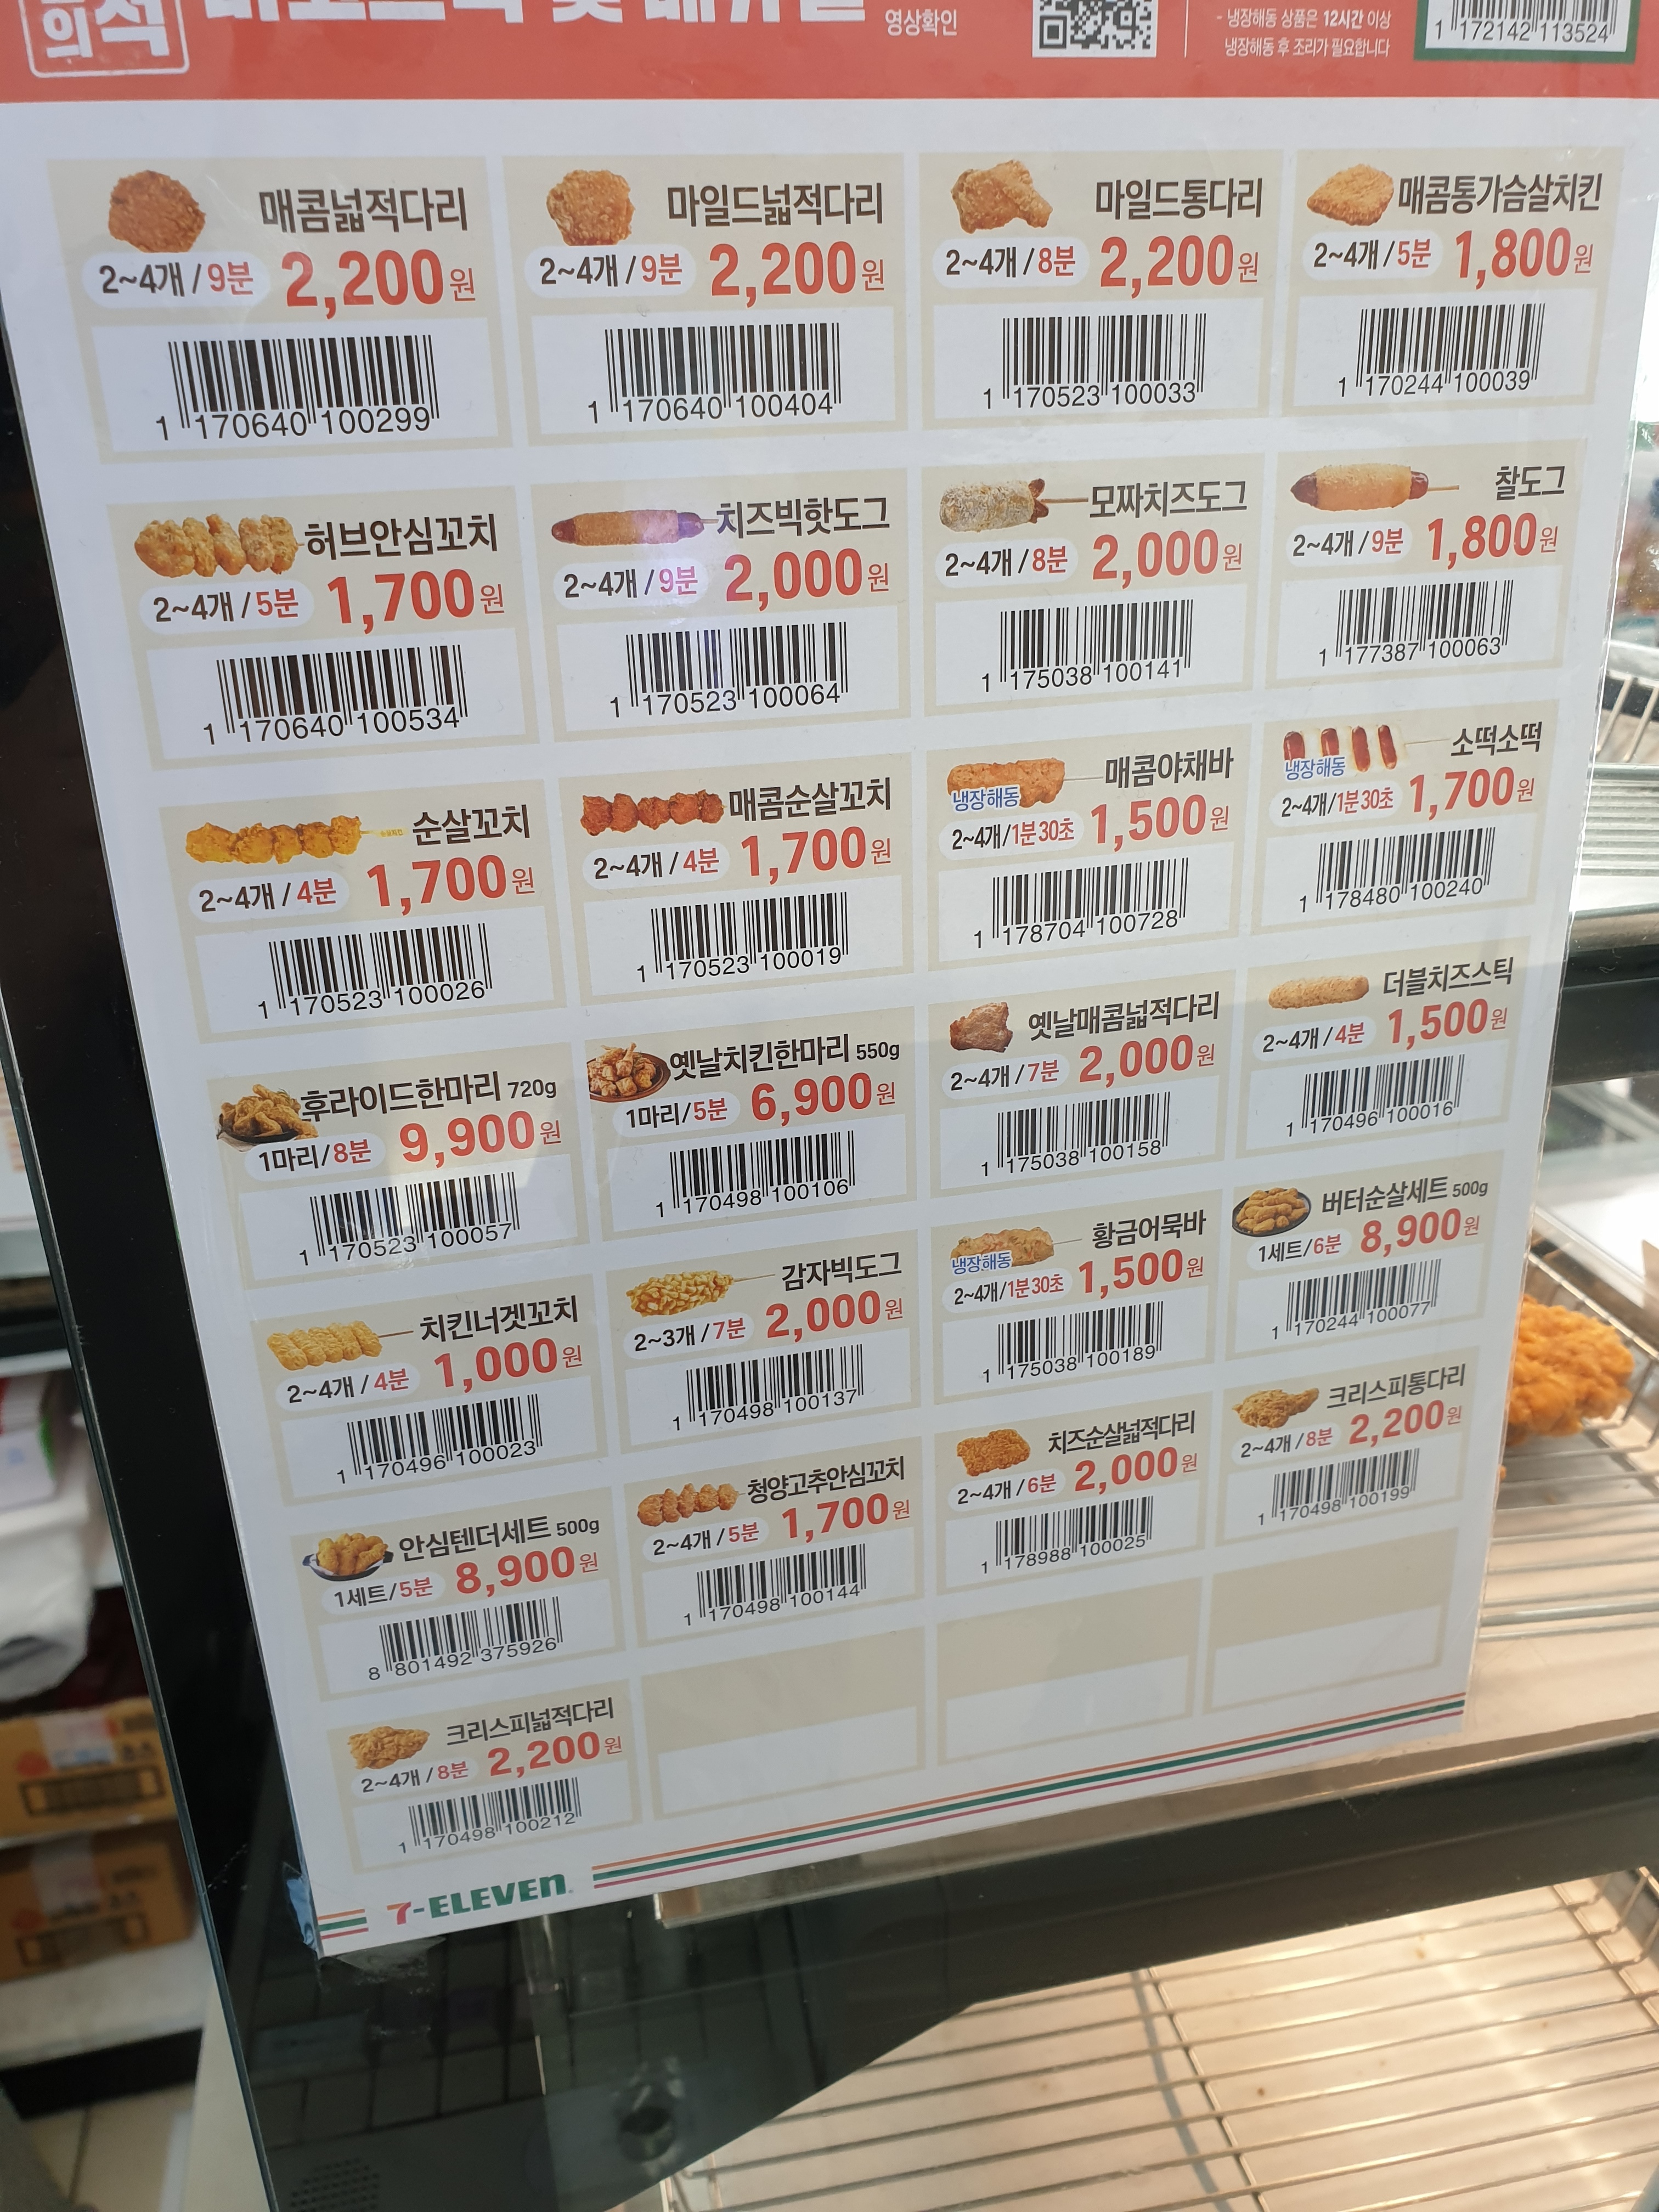 의석
영상확인
- 냉장해동 상품은 12시간 이상
냉장해동 후 조리가 필요합니다
1 172142 113524
매콤넓적다리
2~4개 / 9분 2,200원
1 170640 100299
마일드넓적다리
2~4개 / 9분 2,200원
1 170640 100404
마일드통다리
2~4개 / 8분 2,200원
1 170523 100033
매콤통가슴살치킨
2~4개 / 5분 1,800원
1 170244 100039
허브안심꼬치
2~4개 / 5분 1,700원
1 170640 100534
치즈빅핫도그
2~4개 / 9분 2,000원
1 170523 100064
모짜치즈도그
2~4개 / 8분 2,000원
1 175038 100141
찰도그
2~4개 / 9분 1,800원
1 177387 100063
순살꼬치
2~4개 / 4분 1,700원
1 170523 100026
매콤순살꼬치
2~4개 / 4분 1,700원
1 170523 100019
매콤야채바
냉장해동
2~4개/1분30초 1,500원
1 178704 100728
소떡소떡
냉장해동
2~4개/1분30초 1,700원
1 178480 100240
후라이드한마리 720g
1마리/8분 9,900원
1 170523 100057
옛날치킨한마리 550g
1마리/5분 6,900원
1 170498 100106
옛날매콤넓적다리
2~4개 / 7분 2,000원
1 175038 100158
더블치즈스틱
2~4개 / 4분 1,500원
1 170496 100016
치킨너겟꼬치
2~4개 / 4분 1,000원
1 170496 100023
감자빅도그
2~3개 / 7분 2,000원
1 170498 100137
황금어묵바
냉장해동
2~4개/1분30초 1,500원
1 175038 100189
버터순살세트 500g
1세트/6분 8,900원
1 170244 100077
안심텐더세트 500g
1세트/5분 8,900원
8 801492 375926
청양고추안심꼬치
2~4개 / 5분 1,700원
1 170498 100144
치즈순살넓적다리
2~4개 / 6분 2,000원
1 178988 100025
크리스피통다리
2~4개 / 8분 2,200원
1 170498 100199
크리스피넓적다리
2~4개 / 8분 2,200원
1 170498 100212
7-ELEVEn